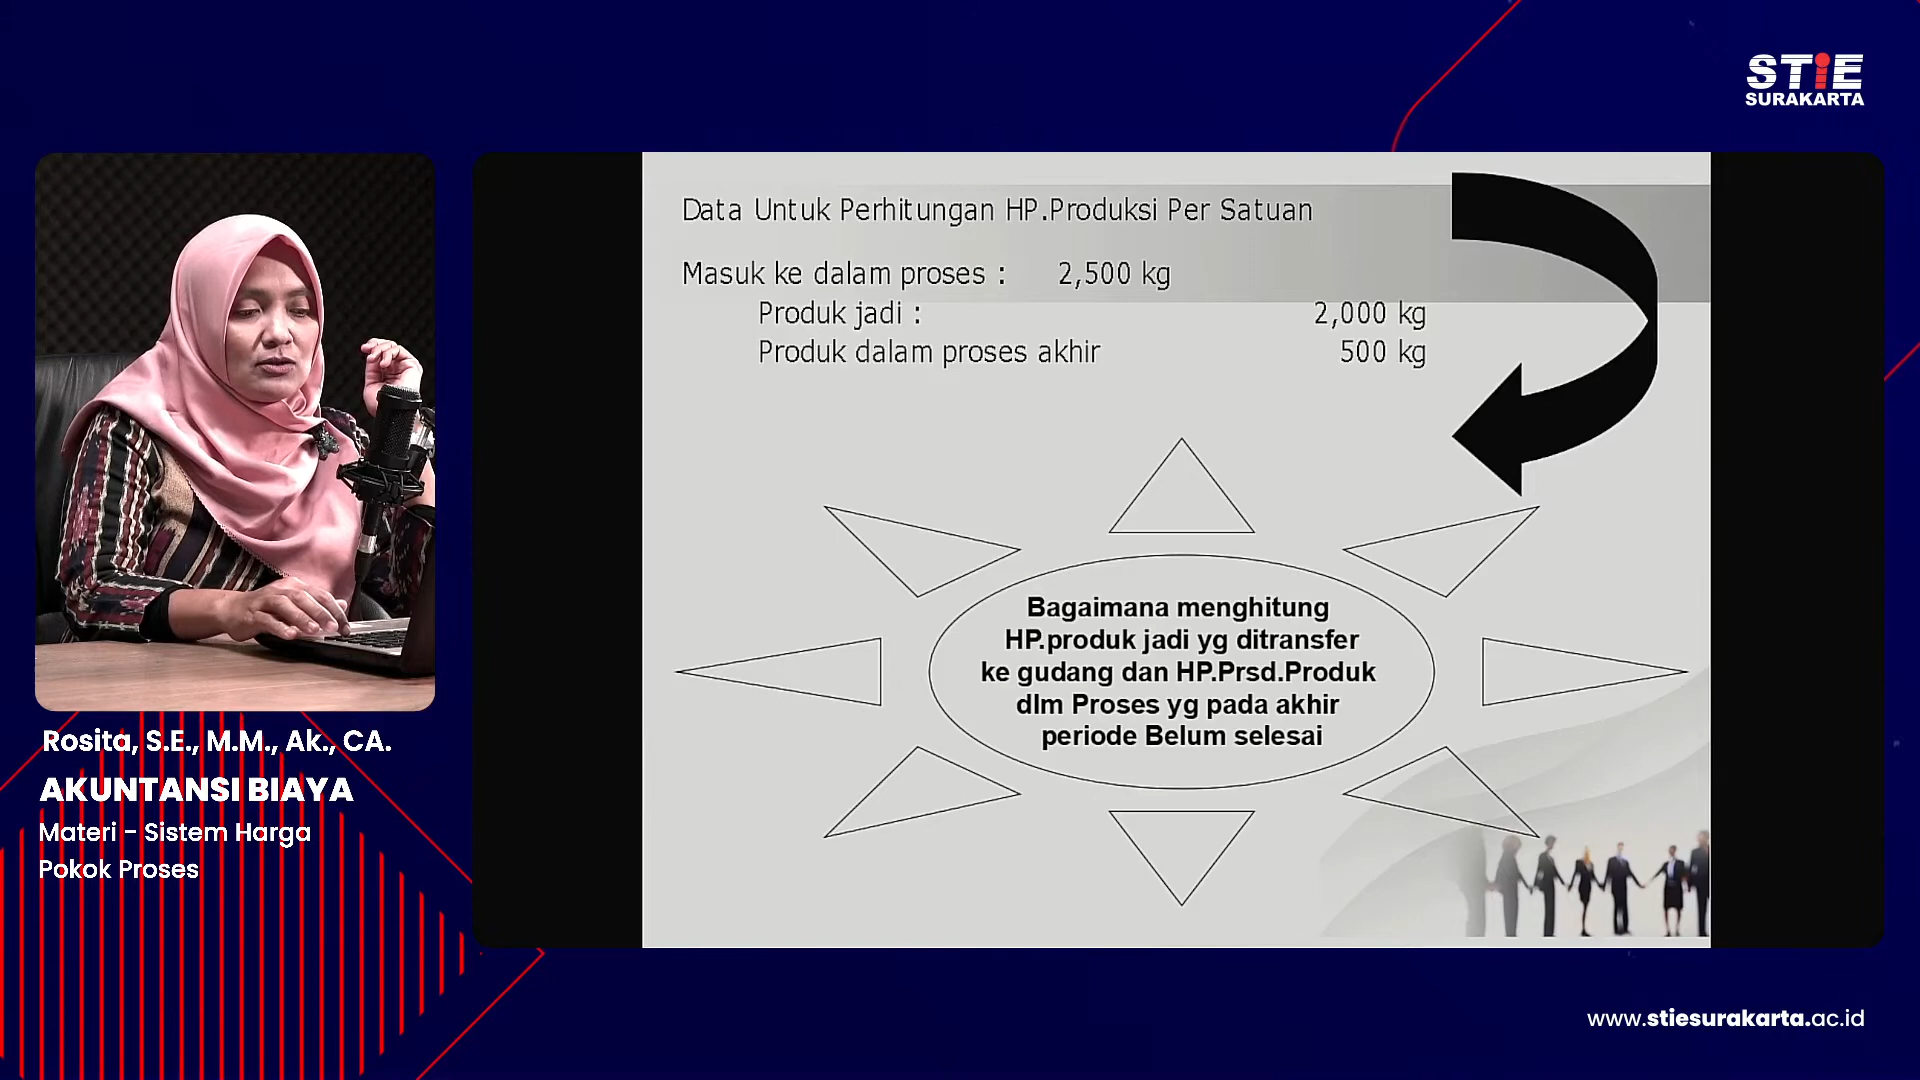 STiE
SURAKARTA
Data Untuk Perhitungan HP.Produksi Per Satuan
Masuk ke dalam proses : 2,500 kg
Produk jadi : 2,000 kg
Produk dalam proses akhir 500 kg
Bagaimana menghitung
HP.produk jadi yg ditransfer
ke gudang dan HP.Prsd.Produk
dlm Proses yg pada akhir
periode Belum selesai
Rosita, S.E., M.M., Ak., CA.
AKUNTANSI BIAYA
Materi - Sistem Harga
Pokok Proses
www.stiesurakarta.ac.id